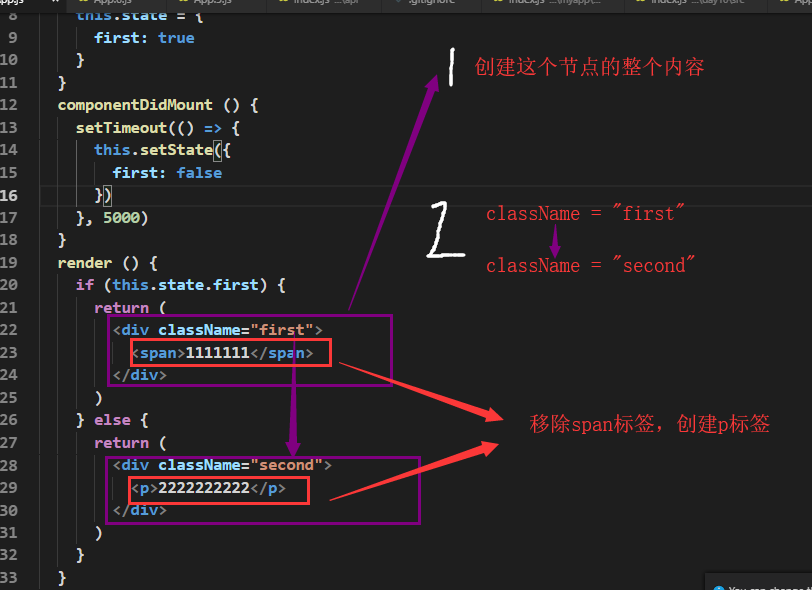 App.js App.6.js App.5.js index.js ...\api .gitignore index.js ...\myapp\... index.js ...\day10\src
8 this.state = {
9 first: true
10 }
11 }
12 componentDidMount () {
13 setTimeout(() => {
14 this.setState({
15 first: false
16 })
17 }, 5000)
18 }
19 render () {
20 if (this.state.first) {
21 return (
22 <div className="first">
23 <span>1111111</span>
24 </div>
25 )
26 } else {
27 return (
28 <div className="second">
29 <p>2222222222</p>
30 </div>
31 )
32 }
33 }
1 创建这个节点的整个内容
2 className = "first"
className = "second"
移除span标签，创建p标签
You can change th